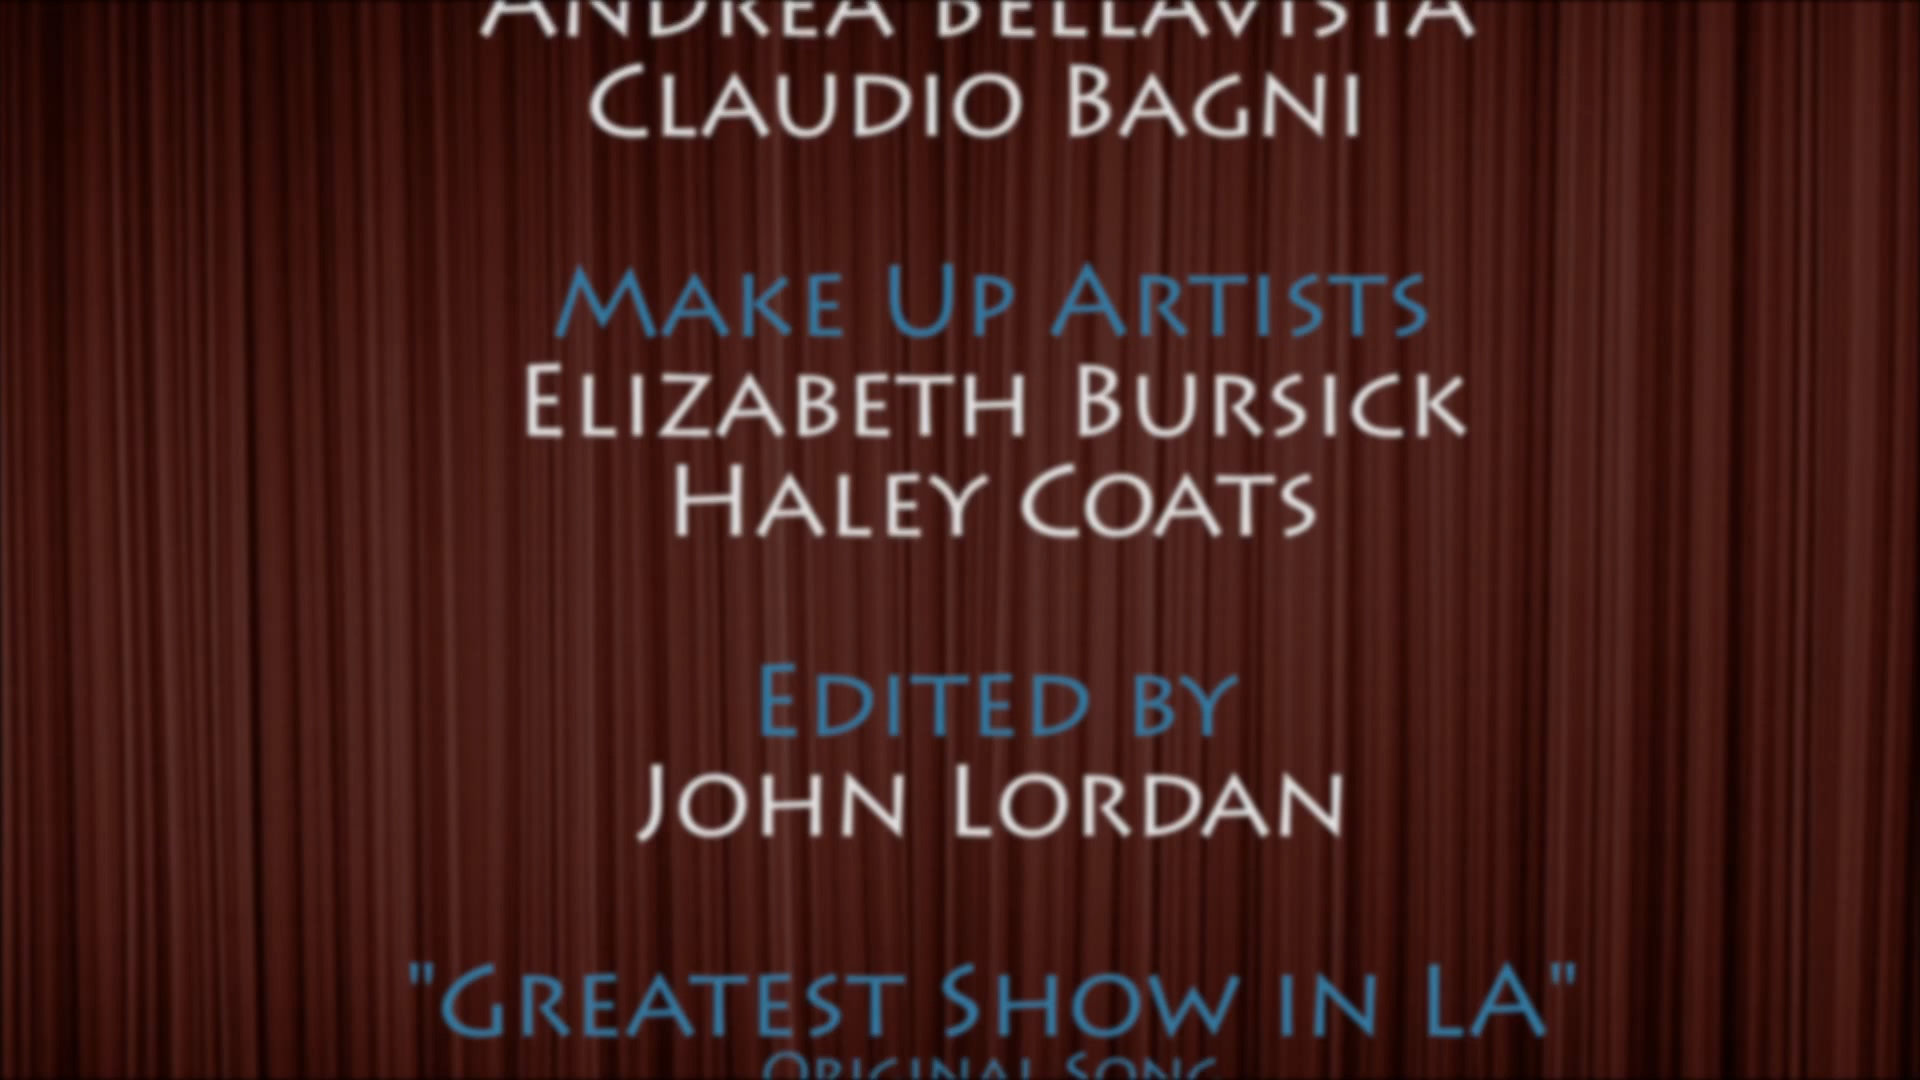 Andrea Bellavista
Claudio Bagni
Make Up Artists
Elizabeth Bursick
Haley Coats
Edited by
John Lordan
"Greatest Show in LA"
Original Song